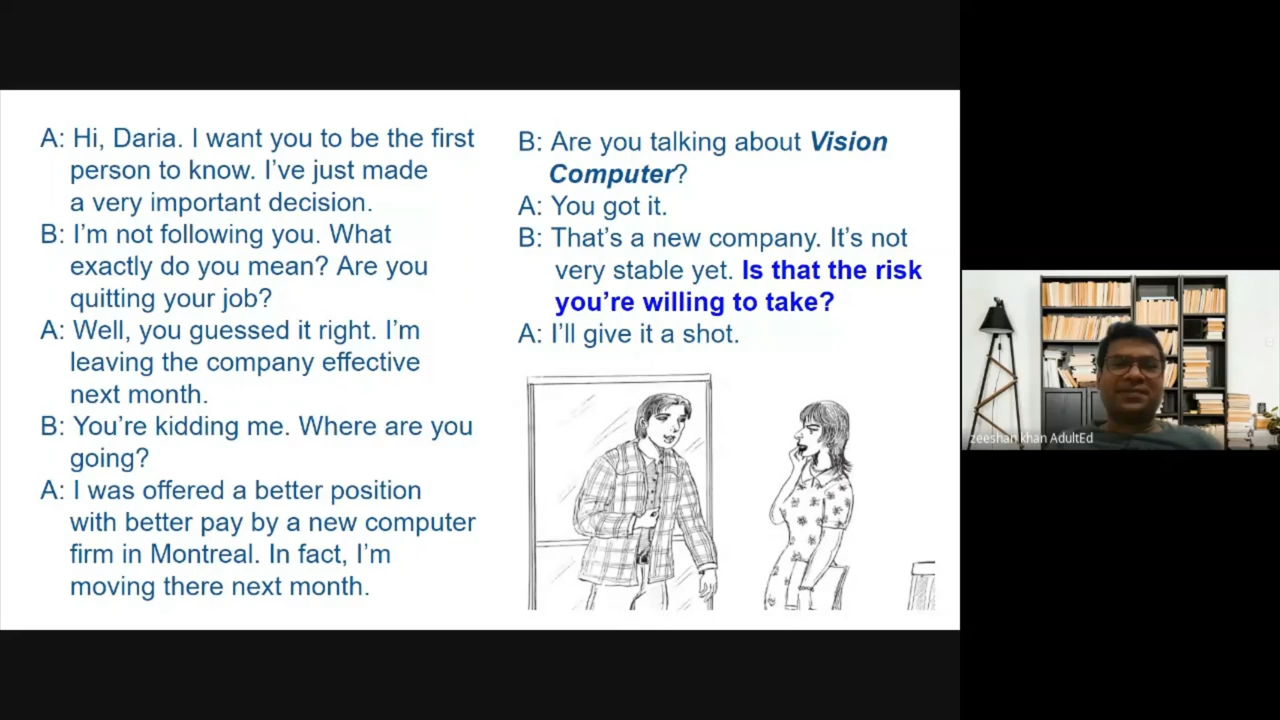 A: Hi, Daria. I want you to be the first
person to know. I've just made
a very important decision.
B: I'm not following you. What
exactly do you mean? Are you
quitting your job?
A: Well, you guessed it right. I'm
leaving the company effective
next month.
B: You're kidding me. Where are you
going?
A: I was offered a better position
with better pay by a new computer
firm in Montreal. In fact, I'm
moving there next month.
B: Are you talking about Vision
Computer?
A: You got it.
B: That's a new company. It's not
very stable yet. Is that the risk
you're willing to take?
A: I'll give it a shot.
zeeshan khan AdultEd